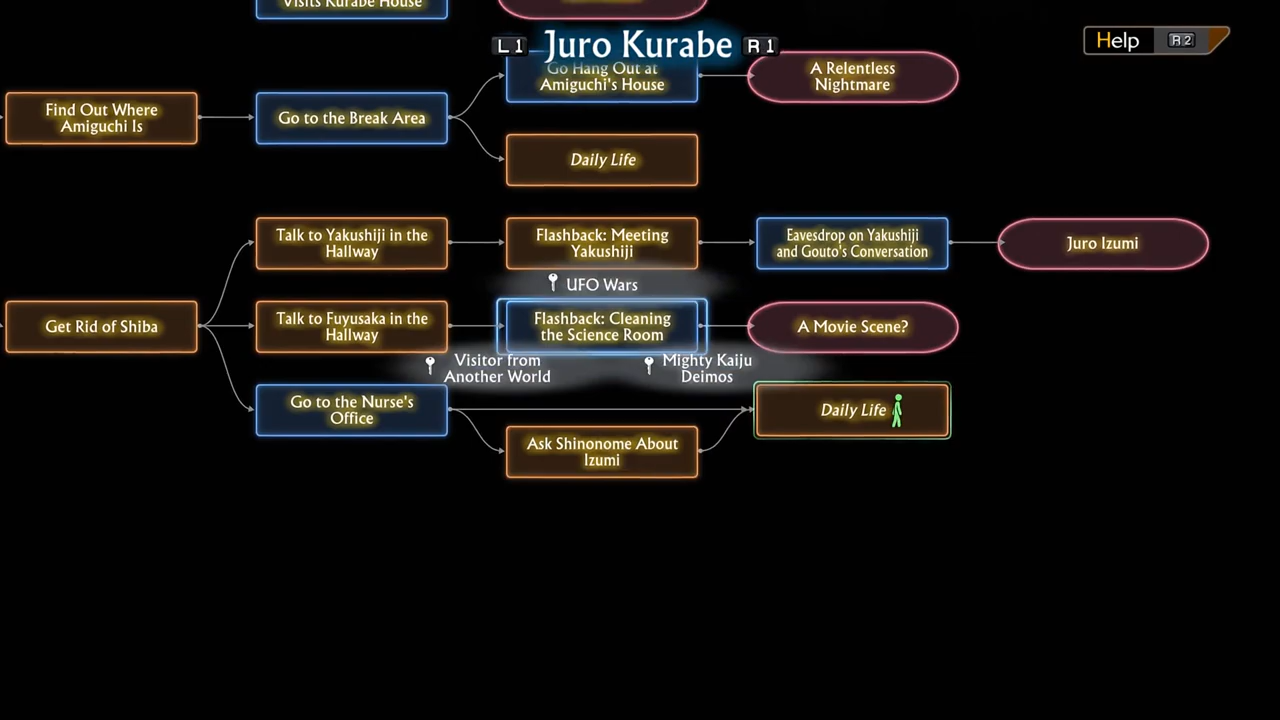 Visits Kurabe House
L 1
Juro Kurabe
R 1
Help
R 2
Go Hang Out at
Amiguchi's House
A Relentless
Nightmare
Find Out Where
Amiguchi Is
Go to the Break Area
Daily Life
Talk to Yakushiji in the
Hallway
Flashback: Meeting
Yakushiji
Eavesdrop on Yakushiji
and Gouto's Conversation
Juro Izumi
UFO Wars
Get Rid of Shiba
Talk to Fuyusaka in the
Hallway
Flashback: Cleaning
the Science Room
A Movie Scene?
Visitor from
Another World
Mighty Kaiju
Deimos
Go to the Nurse's
Office
Daily Life
Ask Shinonome About
Izumi